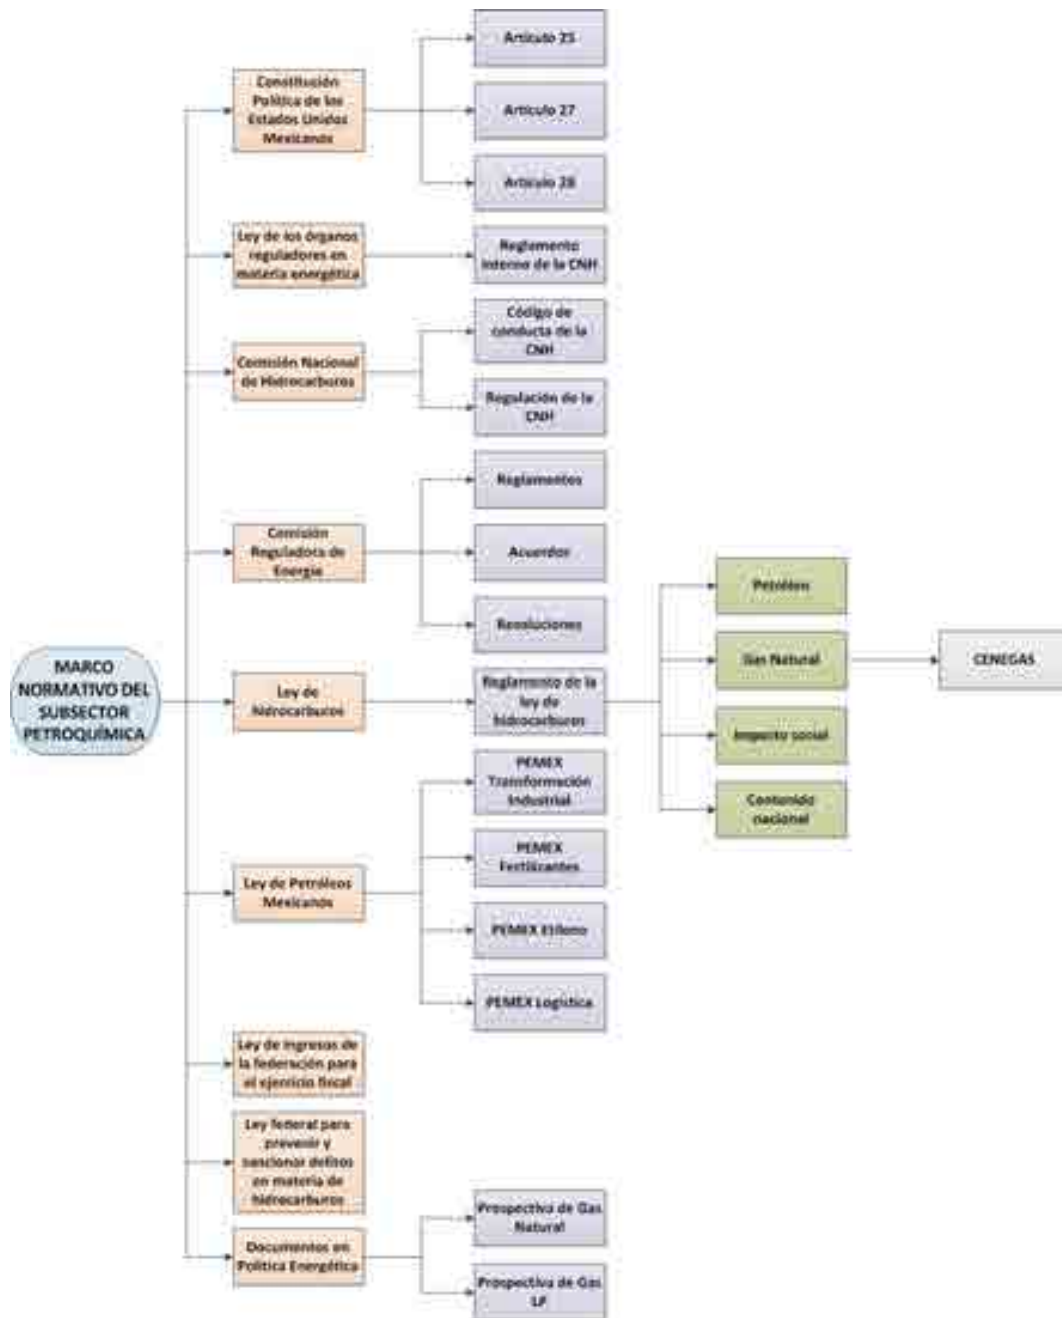 Artículo 25
Constitución
Política de los
Estados Unidos
Mexicanos
Artículo 27
Artículo 28
Ley de los órganos
reguladores en
materia energética
Reglamento
interno de la CNH
Código de
conducta de la
CNH
Comisión Nacional
de Hidrocarburos
Regulación de la
CNH
Reglamentos
Comisión
Reguladora de
Energía
Acuerdos
Resoluciones
Petróleo
Gas Natural
CENEGAS
MARCO
NORMATIVO DEL
SUBSECTOR
PETROQUÍMICA
Ley de
hidrocarburos
Reglamento de la
ley de
hidrocarburos
Impacto social
Contenido
nacional
PEMEX
Transformación
Industrial
PEMEX
Fertilizantes
Ley de Petróleos
Mexicanos
PEMEX Etileno
PEMEX Logística
Ley de Ingresos de
la federación para
el ejercicio fiscal
Ley federal para
prevenir y
sancionar delitos
en materia de
hidrocarburos
Documentos en
Política Energética
Prospectiva de Gas
Natural
Prospectiva de Gas
LP